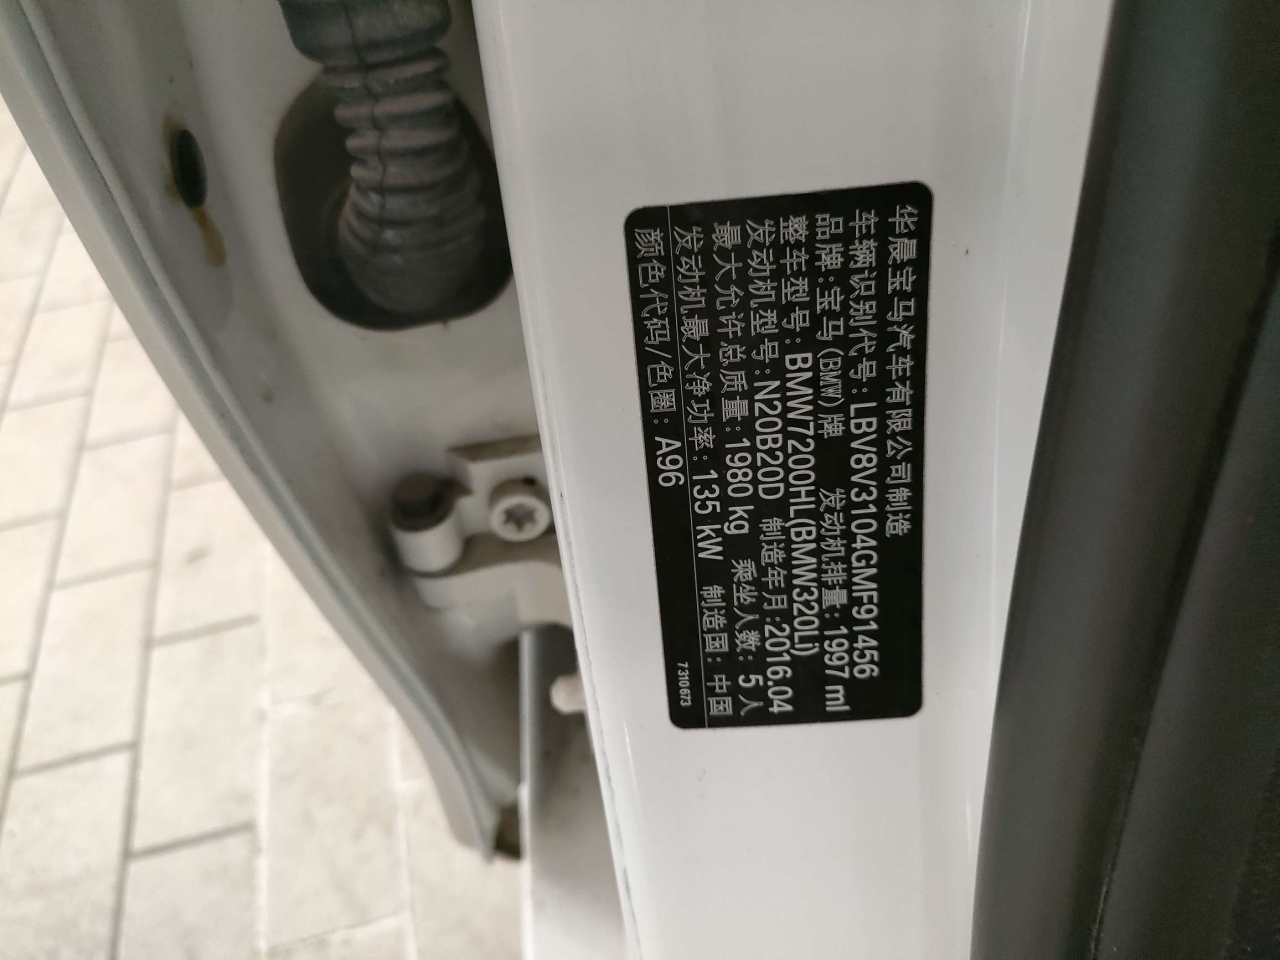 华晨宝马汽车有限公司制造
车辆识别代号: LBV8V3104GMF91456
品牌: 宝马(BMW)牌 发动机排量: 1997 ml
整车型号: BMW7200HL(BMW320Li)
发动机型号: N20B20D 制造年月: 2016.04
最大允许总质量: 1980 kg 乘坐人数: 5 人
发动机最大净功率: 135 kW 制造国: 中国
颜色代码/色圈: A96
7310673